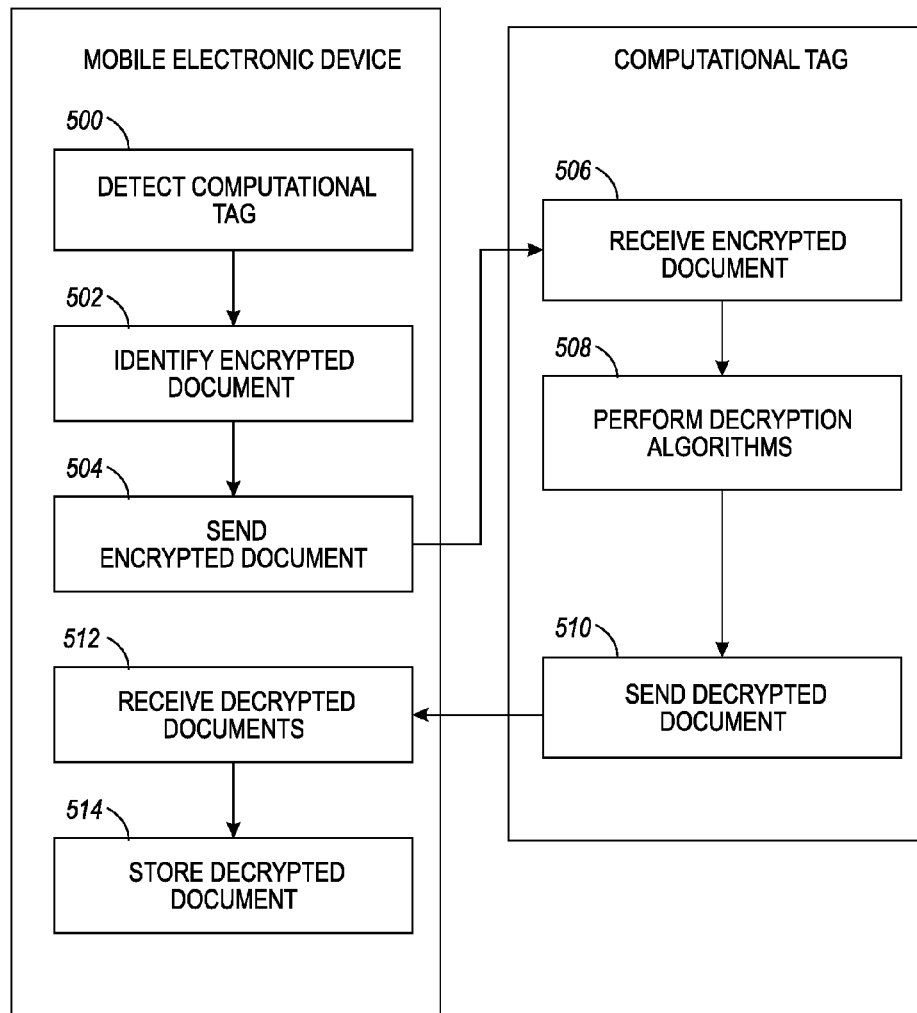 MOBILE ELECTRONIC DEVICE
500
DETECT COMPUTATIONAL
TAG
502
IDENTIFY ENCRYPTED
DOCUMENT
504
SEND
ENCRYPTED DOCUMENT
512
RECEIVE DECRYPTED
DOCUMENTS
514
STORE DECRYPTED
DOCUMENT
COMPUTATIONAL TAG
506
RECEIVE ENCRYPTED
DOCUMENT
508
PERFORM DECRYPTION
ALGORITHMS
510
SEND DECRYPTED
DOCUMENT